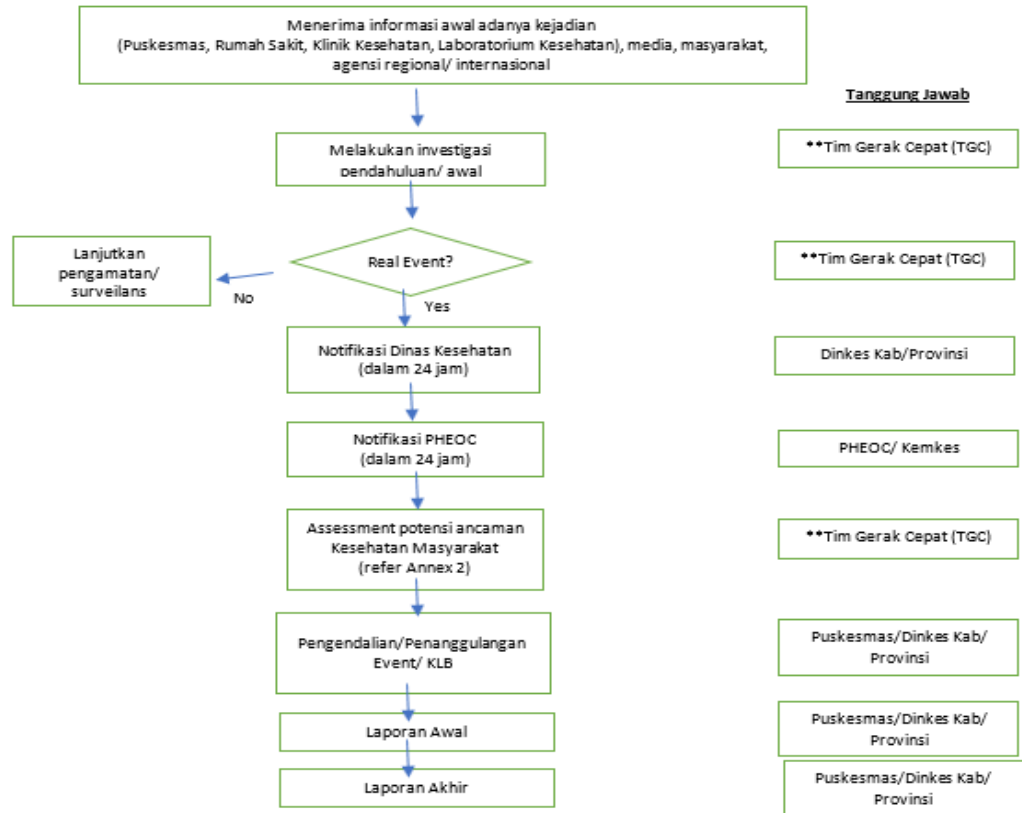 Menerima informasi awal adanya kejadian
(Puskesmas, Rumah Sakit, Klinik Kesehatan, Laboratorium Kesehatan), media, masyarakat,
agensi regional/ internasional
Tanggung Jawab
Melakukan investigasi
pendahuluan/ awal
**Tim Gerak Cepat (TGC)
Real Event?
Lanjutkan
pengamatan/
surveilans
No
Yes
**Tim Gerak Cepat (TGC)
Notifikasi Dinas Kesehatan
(dalam 24 jam)
Dinkes Kab/Provinsi
Notifikasi PHEOC
(dalam 24 jam)
PHEOC/ Kemkes
Assessment potensi ancaman
Kesehatan Masyarakat
(refer Annex 2)
**Tim Gerak Cepat (TGC)
Pengendalian/Penanggulangan
Event/ KLB
Puskesmas/Dinkes Kab/
Provinsi
Laporan Awal
Puskesmas/Dinkes Kab/
Provinsi
Laporan Akhir
Puskesmas/Dinkes Kab/
Provinsi